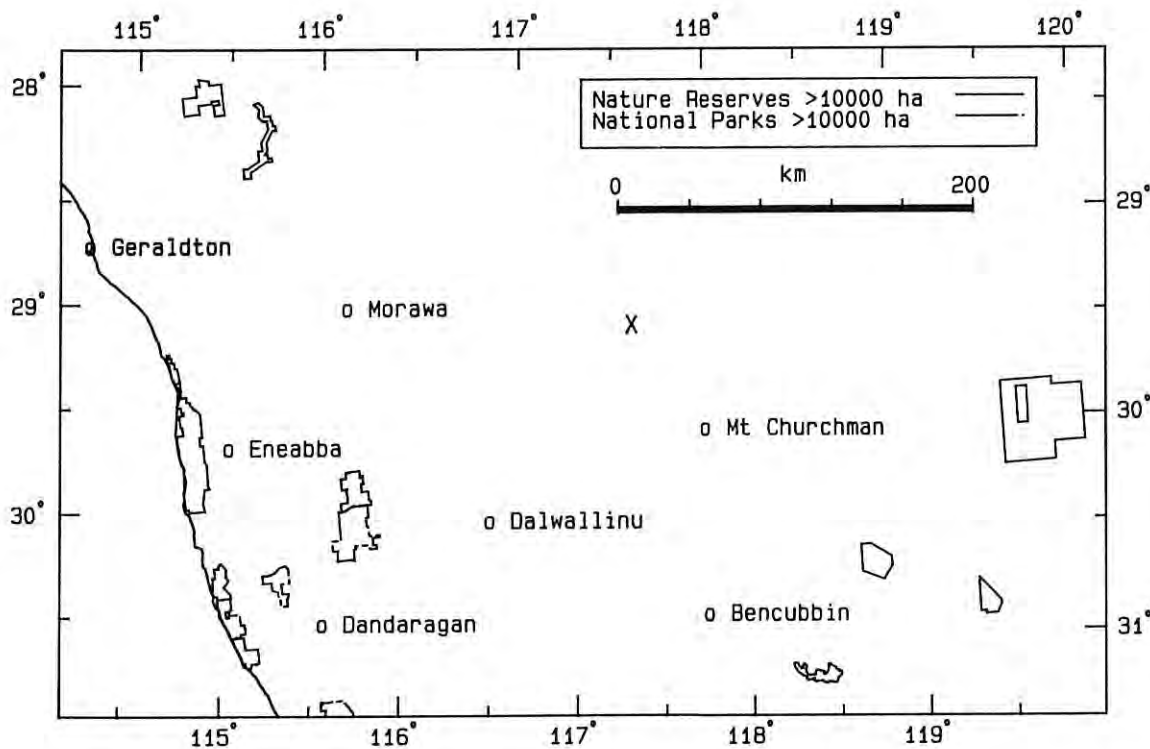 115° 116° 117° 118° 119° 120°
28°
Nature Reserves >10000 ha
National Parks >10000 ha
km
0 200
29°
Geraldton
29°
Morawa
X
30°
Mt Churchman
Eneabba
30°
Dalwallinu
Bencubbin
Dandaragan
31°
115° 116° 117° 118° 119°